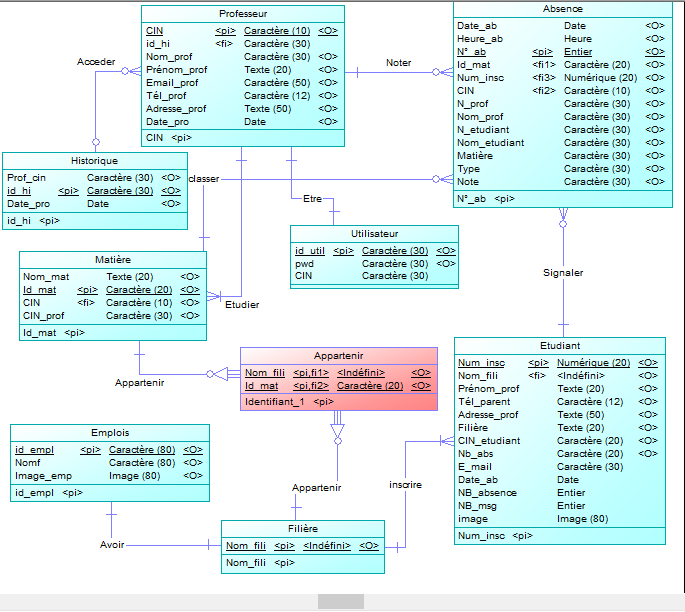 Professeur
CIN <pi> Caractère (10) <O>
id_hi <fi> Caractère (30)
Nom_prof Caractère (30) <O>
Prénom_prof Texte (20) <O>
Email_prof Caractère (50) <O>
Tél_prof Caractère (12) <O>
Adresse_prof Texte (50) <O>
Date_pro Date <O>
CIN <pi>
Absence
Date_ab Date <O>
Heure_ab Heure <O>
N°_ab <pi> Entier <O>
Id_mat <fi1> Caractère (20) <O>
Num_insc <fi3> Numérique (20) <O>
CIN <fi2> Caractère (10) <O>
N_prof Caractère (30) <O>
Nom_prof Caractère (30) <O>
N_etudiant Caractère (30) <O>
Nom_etudiant Caractère (30) <O>
Matière Caractère (30) <O>
Type Caractère (30) <O>
Note Caractère (30) <O>
N°_ab <pi>
Acceder
Noter
Historique
Prof_cin Caractère (30) <O>
id_hi <pi> Caractère (30) <O>
Date_pro Date <O>
id_hi <pi>
classer
Etre
Utilisateur
id_util <pi> Caractère (30) <O>
pwd Caractère (30) <O>
CIN Caractère (30)
Matière
Nom_mat Texte (20) <O>
Id_mat <pi> Caractère (20) <O>
CIN <fi> Caractère (10) <O>
CIN_prof Caractère (30) <O>
Id_mat <pi>
Etudier
Signaler
Appartenir
Appartenir
Nom_fili <pi,fi1> <Indéfini> <O>
Id_mat <pi,fi2> Caractère (20) <O>
Identifiant_1 <pi>
Etudiant
Num_insc <pi> Numérique (20) <O>
Nom_fili <fi> <Indéfini> <O>
Prénom_prof Texte (20) <O>
Tél_parent Caractère (12) <O>
Adresse_prof Texte (50) <O>
Filière Texte (20) <O>
CIN_etudiant Caractère (20) <O>
Nb_abs Caractère (20) <O>
E_mail Caractère (30)
Date_ab Date
NB_absence Entier
NB_msg Entier
image Image (80)
Num_insc <pi>
Emplois
id_empl <pi> Caractère (80) <O>
Nomf Caractère (80) <O>
Image_emp Image (80) <O>
id_empl <pi>
Appartenir
inscrire
Avoir
Filière
Nom_fili <pi> <Indéfini> <O>
Nom_fili <pi>